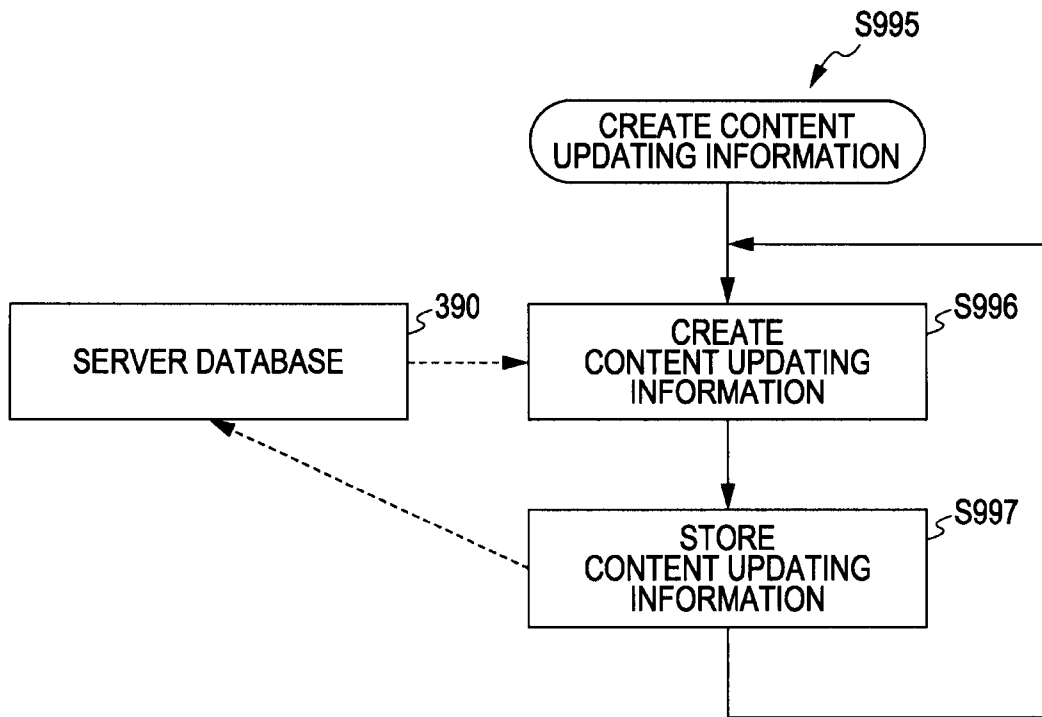 S995
CREATE CONTENT
UPDATING INFORMATION
390
SERVER DATABASE
S996
CREATE
CONTENT UPDATING
INFORMATION
S997
STORE
CONTENT UPDATING
INFORMATION